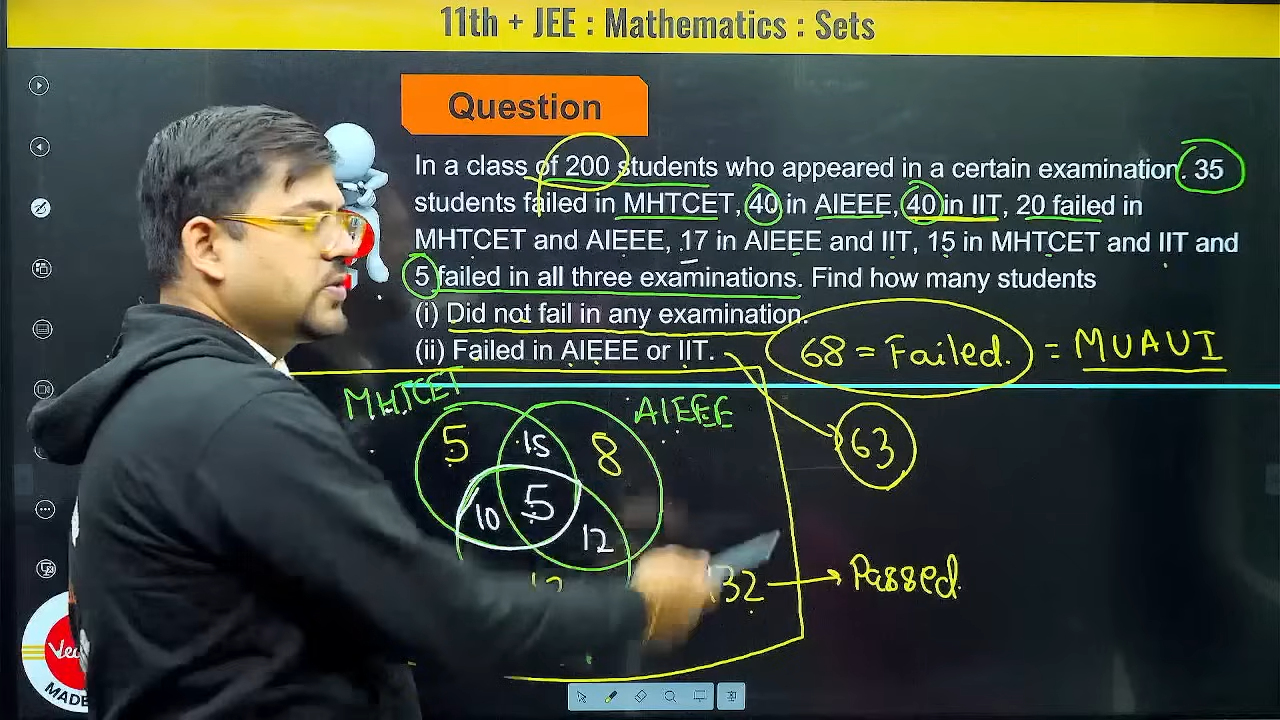 11th + JEE : Mathematics : Sets
Question
In a class of 200 students who appeared in a certain examination. 35
students failed in MHTCET, 40 in AIEEE, 40 in IIT, 20 failed in
MHTCET and AIEEE, 17 in AIEEE and IIT, 15 in MHTCET and IIT and
5 failed in all three examinations. Find how many students
(i) Did not fail in any examination.
(ii) Failed in AIEEE or IIT.
68 = Failed. = MUAUI
MHTCET
AIEEE
5 15 8
63
10 5 12
132 → Passed.
MADE